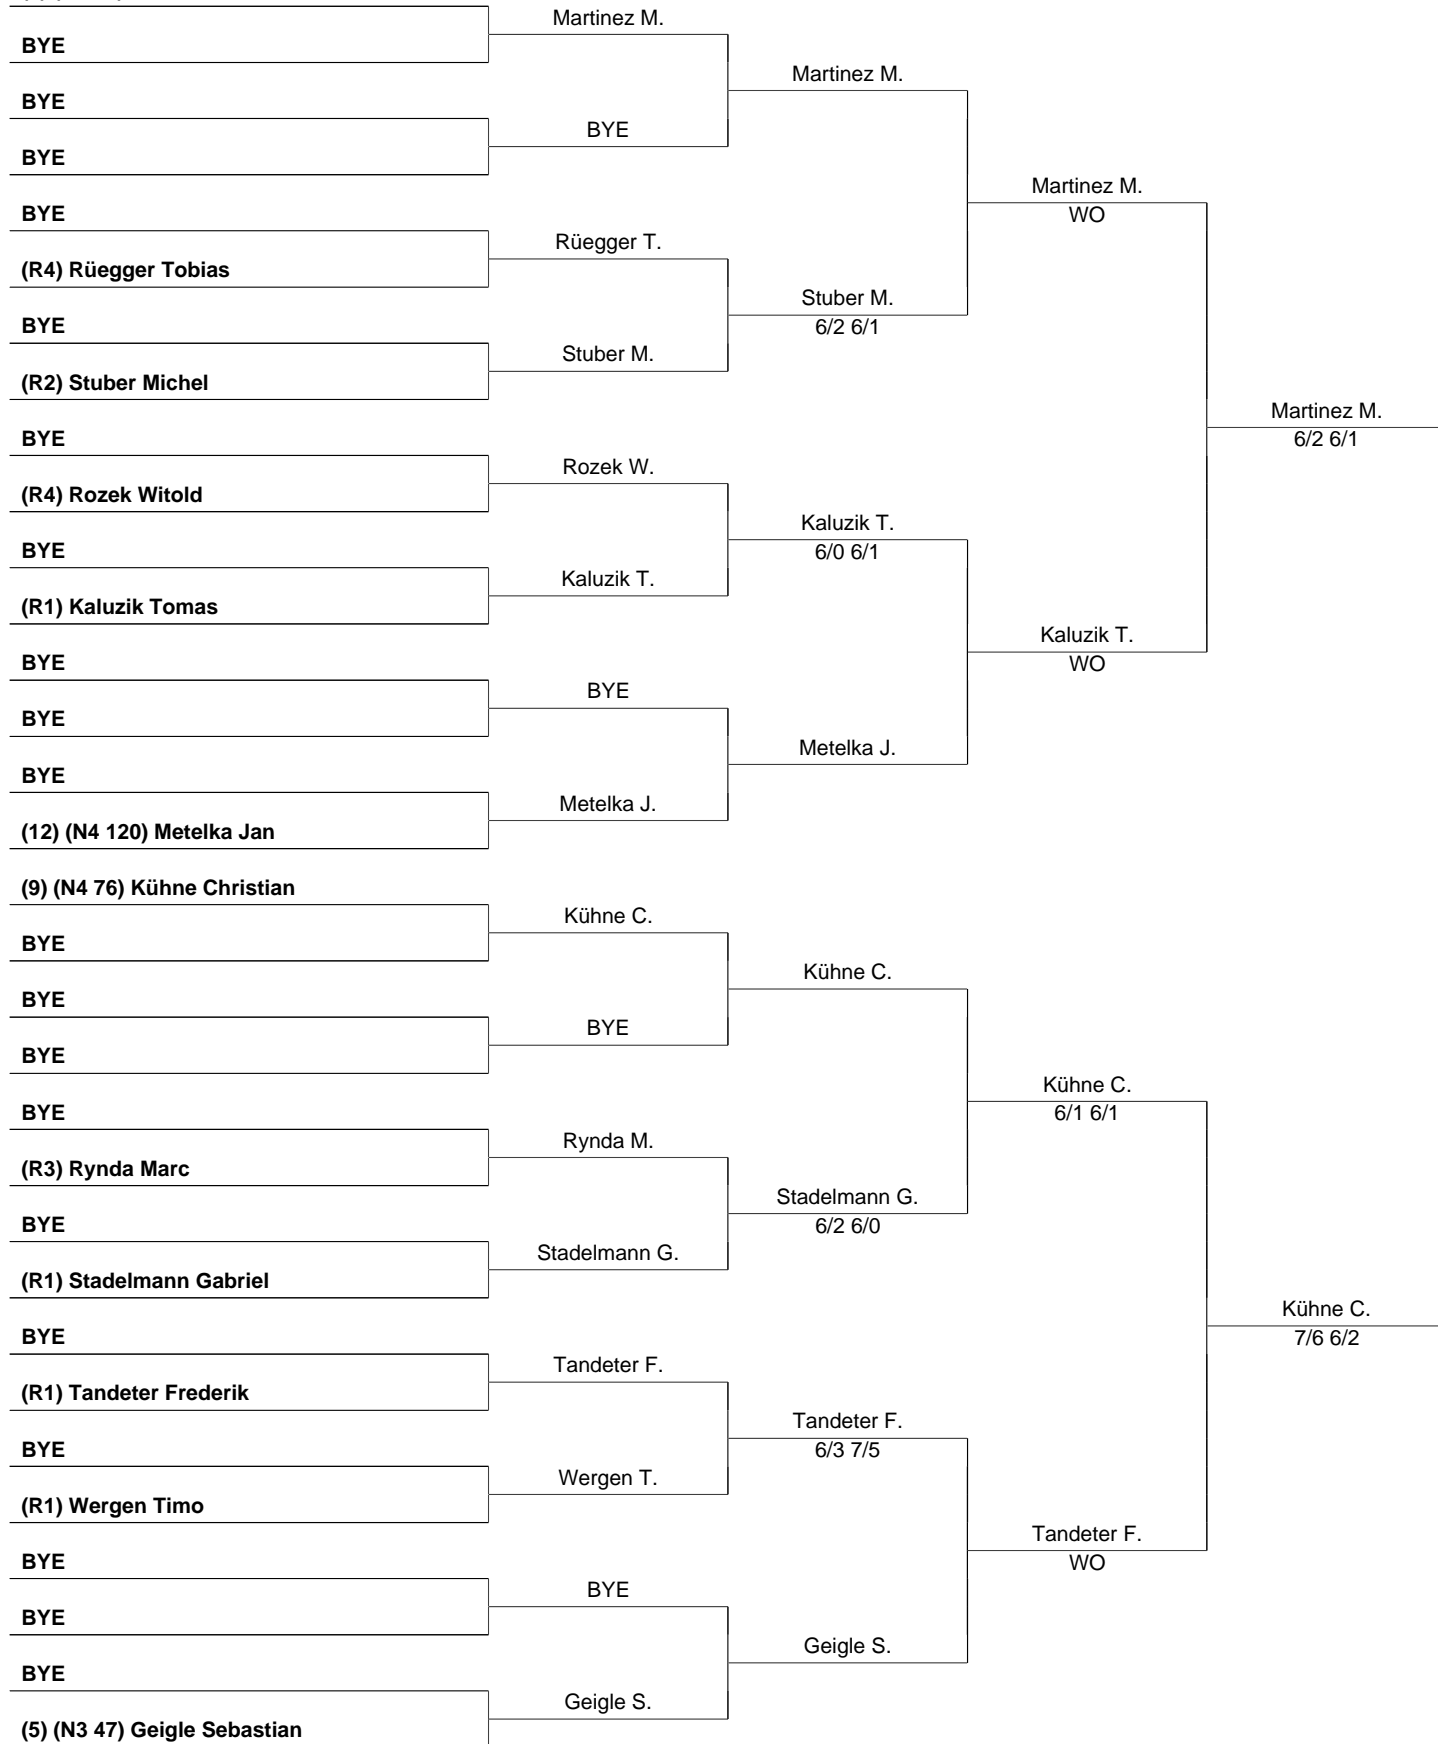 BYE
BYE
BYE
BYE
(R4) Rüegger Tobias
BYE
(R2) Stuber Michel
BYE
(R4) Rozek Witold
BYE
(R1) Kaluzik Tomas
BYE
BYE
BYE
(12) (N4 120) Metelka Jan
(9) (N4 76) Kühne Christian
BYE
BYE
BYE
BYE
(R3) Rynda Marc
BYE
(R1) Stadelmann Gabriel
BYE
(R1) Tandeter Frederik
BYE
(R1) Wergen Timo
BYE
BYE
BYE
(5) (N3 47) Geigle Sebastian
Martinez M.
BYE
Rüegger T.
Stuber M.
Rozek W.
Kaluzik T.
BYE
Metelka J.
Kühne C.
BYE
Rynda M.
Stadelmann G.
Tandeter F.
Wergen T.
BYE
Geigle S.
Martinez M.
Stuber M.
6/2 6/1
Kaluzik T.
6/0 6/1
Metelka J.
Kühne C.
Stadelmann G.
6/2 6/0
Tandeter F.
6/3 7/5
Geigle S.
Martinez M.
WO
Kaluzik T.
WO
Kühne C.
6/1 6/1
Tandeter F.
WO
Martinez M.
6/2 6/1
Kühne C.
7/6 6/2